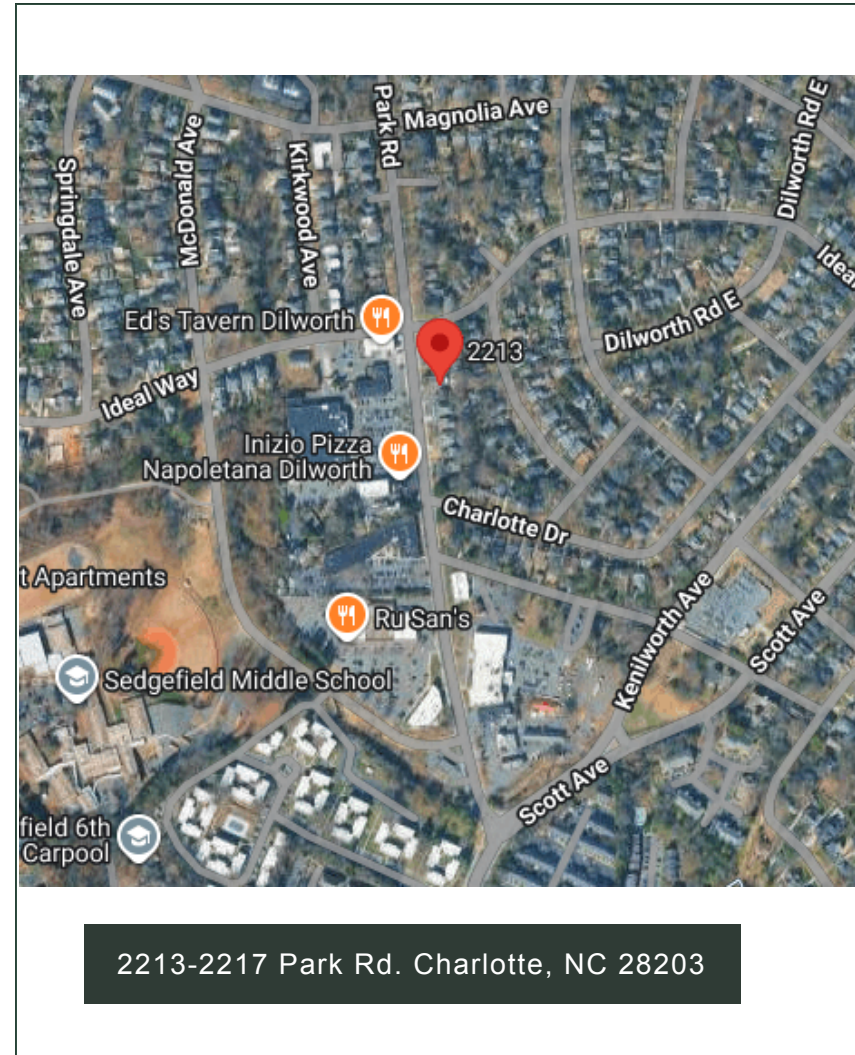 Park Rd
Magnolia Ave
Dilworth Rd E
Springdale Ave
McDonald Ave
Kirkwood Ave
Ideal
Ed's Tavern Dilworth
2213
Dilworth Rd E
Ideal Way
Inizio Pizza
Napoletana Dilworth
Charlotte Dr
t Apartments
Ru San's
Kenilworth Ave
Scott Ave
Sedgefield Middle School
Scott Ave
field 6th
Carpool
2213-2217 Park Rd. Charlotte, NC 28203